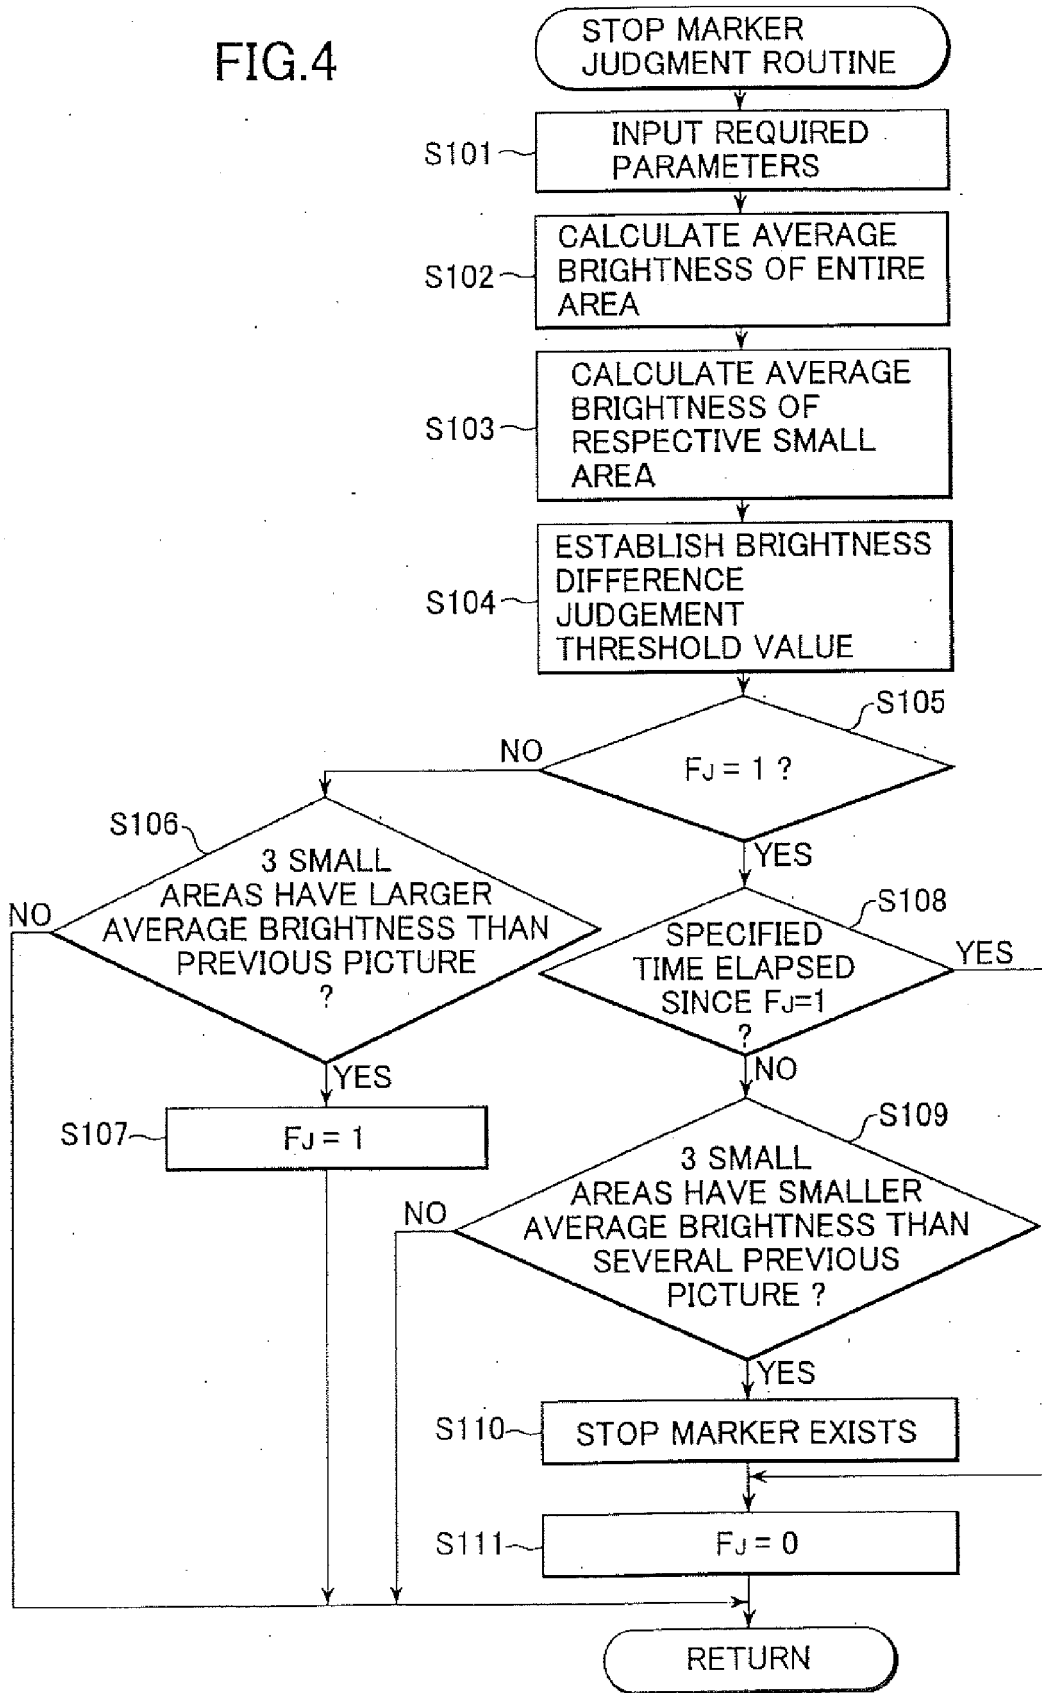 FIG.4
STOP MARKER
JUDGMENT ROUTINE
S101
INPUT REQUIRED
PARAMETERS
S102
CALCULATE AVERAGE
BRIGHTNESS OF ENTIRE
AREA
S103
CALCULATE AVERAGE
BRIGHTNESS OF
RESPECTIVE SMALL
AREA
S104
ESTABLISH BRIGHTNESS
DIFFERENCE
JUDGEMENT
THRESHOLD VALUE
S105
NO
FJ = 1 ?
YES
S106
3 SMALL
AREAS HAVE LARGER
AVERAGE BRIGHTNESS THAN
PREVIOUS PICTURE
?
NO
YES
S107
FJ = 1
S108
SPECIFIED
TIME ELAPSED
SINCE FJ=1
?
YES
NO
S109
3 SMALL
AREAS HAVE SMALLER
AVERAGE BRIGHTNESS THAN
SEVERAL PREVIOUS
PICTURE ?
NO
YES
S110
STOP MARKER EXISTS
S111
FJ = 0
RETURN